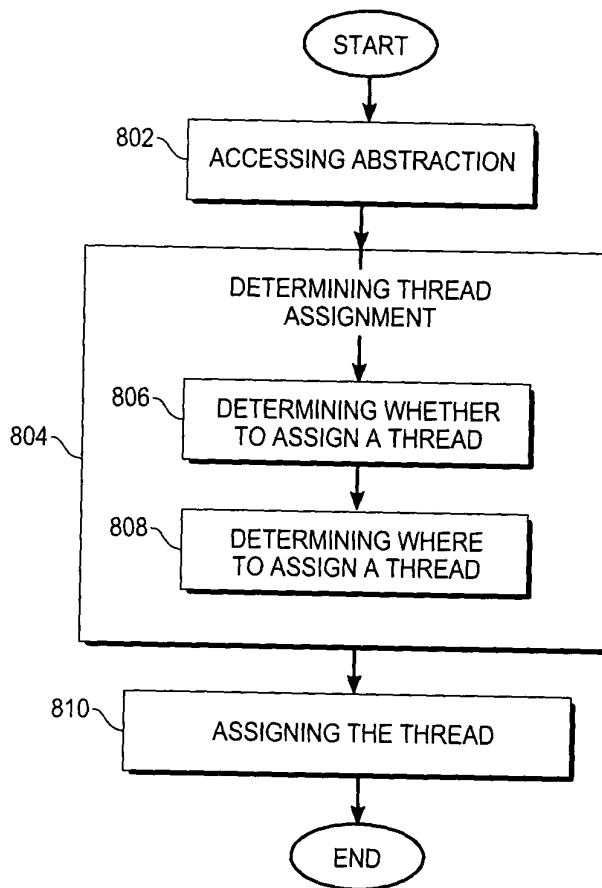 START
802
ACCESSING ABSTRACTION
DETERMINING THREAD
ASSIGNMENT
806
DETERMINING WHETHER
TO ASSIGN A THREAD
804
808
DETERMINING WHERE
TO ASSIGN A THREAD
810
ASSIGNING THE THREAD
END